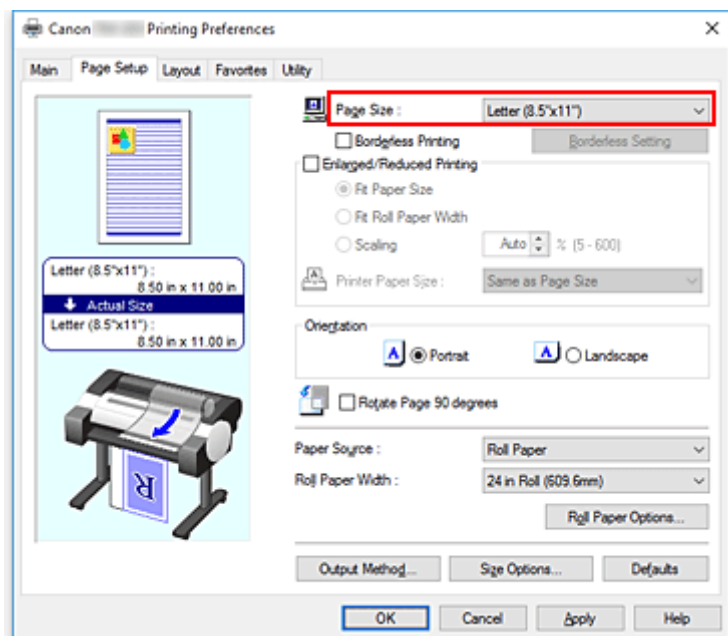 Canon Printing Preferences
Main Page Setup Layout Favorites Utility
Page Size : Letter (8.5"x11")
Borderless Printing Borderless Setting
Enlarged/Reduced Printing
Fit Paper Size
Fit Roll Paper Width
Scaling Auto % (5 - 600)
Printer Paper Size : Same as Page Size
Letter (8.5"x11") :
8.50 in x 11.00 in
Actual Size
Letter (8.5"x11") :
8.50 in x 11.00 in
Orientation
A Portrait A Landscape
Rotate Page 90 degrees
Paper Source : Roll Paper
Roll Paper Width : 24 in Roll (609.6mm)
Roll Paper Options...
R
Output Method... Size Options... Defaults
OK Cancel Apply Help